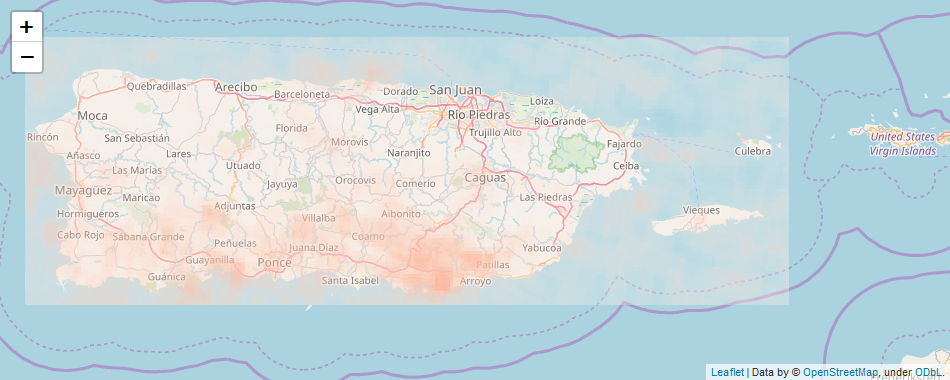 +
−
Quebradillas
Arecibo
Barceloneta
Dorado
San Juan
Loíza
Moca
Vega Alta
Río Piedras
Río Grande
Rincón
San Sebastián
Florida
Morovis
Trujillo Alto
Fajardo
United States
Virgin Islands
Añasco
Lares
Naranjito
Culebra
Las Marías
Utuado
Ceiba
Mayagüez
Jayuya
Orocovis
Comerío
Caguas
Maricao
Adjuntas
Las Piedras
Hormigueros
Villalba
Aibonito
Vieques
Cabo Rojo
Sabana Grande
Peñuelas
Juana Díaz
Coamo
Yabucoa
Guayanilla
Ponce
Patillas
Guánica
Santa Isabel
Arroyo
Leaflet | Data by © OpenStreetMap, under ODbL.